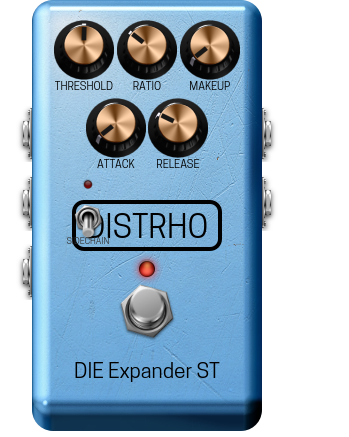 THRESHOLD RATIO MAKEUP
ATTACK RELEASE
DISTRHO
SIDECHAIN
DIE Expander ST